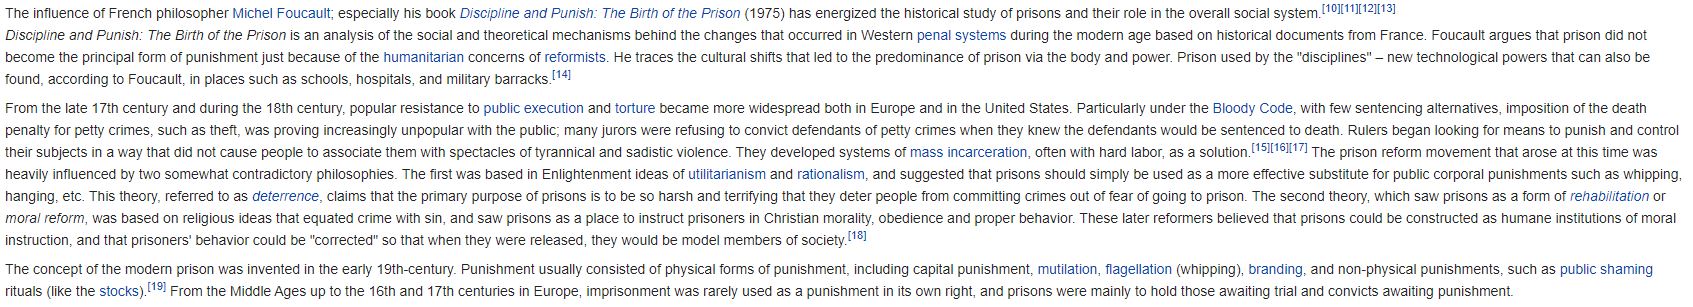 The influence of French philosopher Michel Foucault; especially his book Discipline and Punish: The Birth of the Prison (1975) has energized the historical study of prisons and their role in the overall social system.[10][11][12][13]
Discipline and Punish: The Birth of the Prison is an analysis of the social and theoretical mechanisms behind the changes that occurred in Western penal systems during the modern age based on historical documents from France. Foucault argues that prison did not
become the principal form of punishment just because of the humanitarian concerns of reformists. He traces the cultural shifts that led to the predominance of prison via the body and power. Prison used by the "disciplines" – new technological powers that can also be
found, according to Foucault, in places such as schools, hospitals, and military barracks.[14]
From the late 17th century and during the 18th century, popular resistance to public execution and torture became more widespread both in Europe and in the United States. Particularly under the Bloody Code, with few sentencing alternatives, imposition of the death
penalty for petty crimes, such as theft, was proving increasingly unpopular with the public; many jurors were refusing to convict defendants of petty crimes when they knew the defendants would be sentenced to death. Rulers began looking for means to punish and control
their subjects in a way that did not cause people to associate them with spectacles of tyrannical and sadistic violence. They developed systems of mass incarceration, often with hard labor, as a solution.[15][16][17] The prison reform movement that arose at this time was
heavily influenced by two somewhat contradictory philosophies. The first was based in Enlightenment ideas of utilitarianism and rationalism, and suggested that prisons should simply be used as a more effective substitute for public corporal punishments such as whipping,
hanging, etc. This theory, referred to as deterrence, claims that the primary purpose of prisons is to be so harsh and terrifying that they deter people from committing crimes out of fear of going to prison. The second theory, which saw prisons as a form of rehabilitation or
moral reform, was based on religious ideas that equated crime with sin, and saw prisons as a place to instruct prisoners in Christian morality, obedience and proper behavior. These later reformers believed that prisons could be constructed as humane institutions of moral
instruction, and that prisoners' behavior could be "corrected" so that when they were released, they would be model members of society.[18]
The concept of the modern prison was invented in the early 19th-century. Punishment usually consisted of physical forms of punishment, including capital punishment, mutilation, flagellation (whipping), branding, and non-physical punishments, such as public shaming
rituals (like the stocks).[19] From the Middle Ages up to the 16th and 17th centuries in Europe, imprisonment was rarely used as a punishment in its own right, and prisons were mainly to hold those awaiting trial and convicts awaiting punishment.